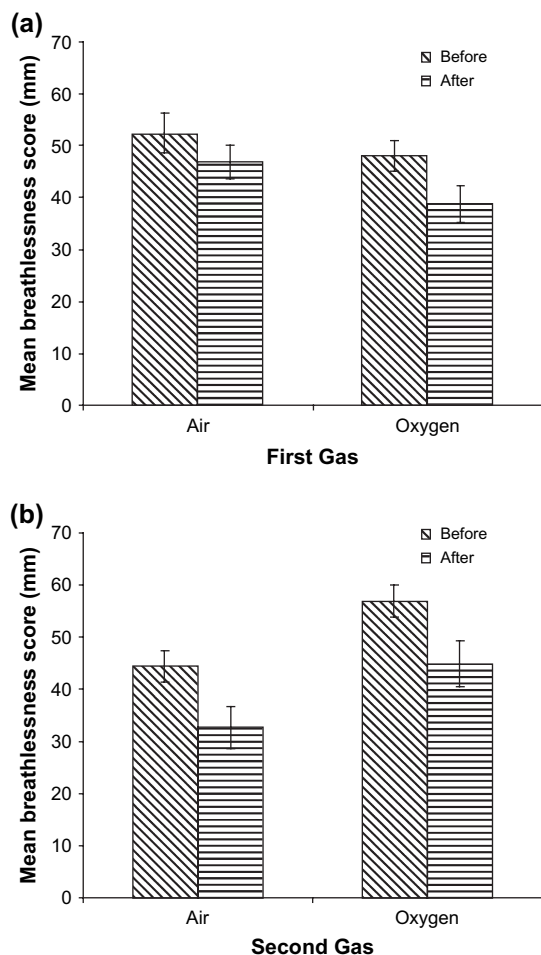 (a)
Mean breathlessness score (mm)
70
60
50
40
30
20
10
0
Before
After
Air
Oxygen
First Gas
(b)
Mean breathlessness score (mm)
70
60
50
40
30
20
10
0
Before
After
Air
Oxygen
Second Gas